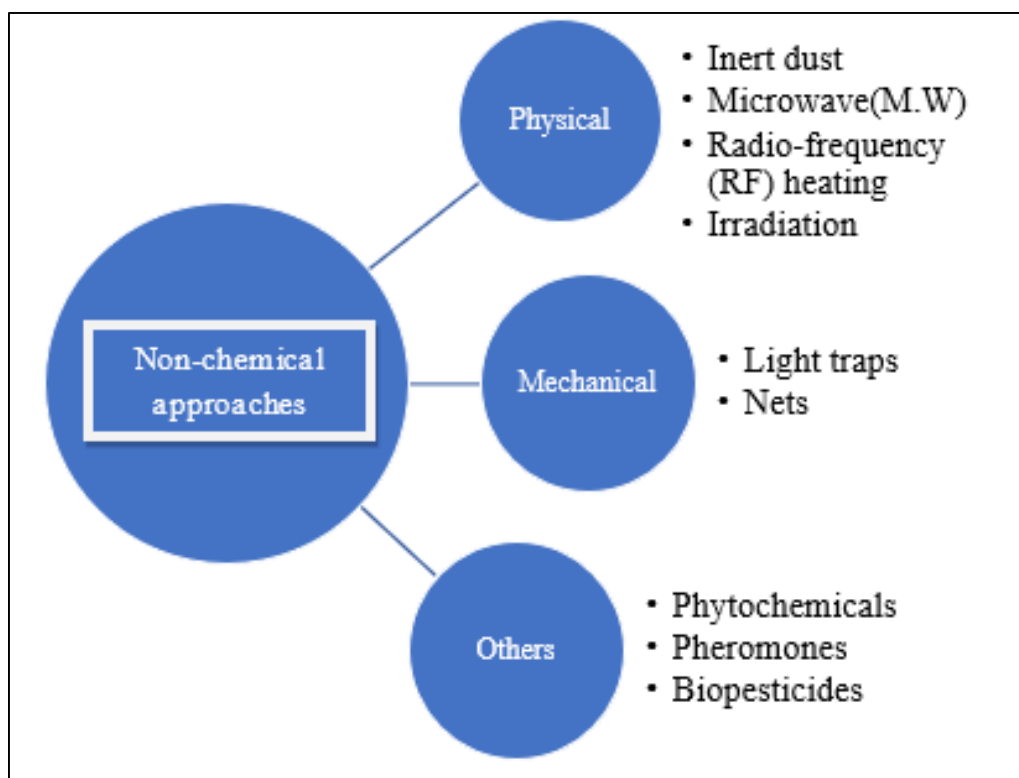 Physical
• Inert dust
• Microwave(M.W)
• Radio-frequency
(RF) heating
• Irradiation
Non-chemical
approaches
Mechanical
• Light traps
• Nets
Others
• Phytochemicals
• Pheromones
• Biopesticides